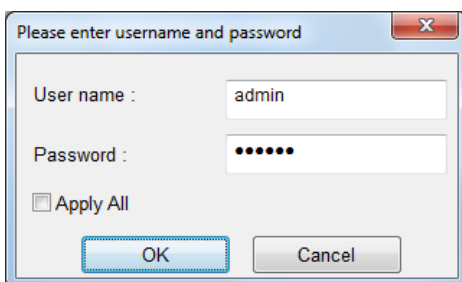 Please enter username and password
User name : admin
Password : ••••••
Apply All
OK Cancel